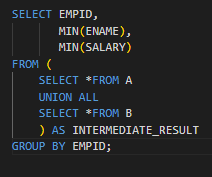 SELECT EMPID,
MIN(ENAME),
MIN(SALARY)
FROM (
SELECT *FROM A
UNION ALL
SELECT *FROM B
) AS INTERMEDIATE_RESULT
GROUP BY EMPID;